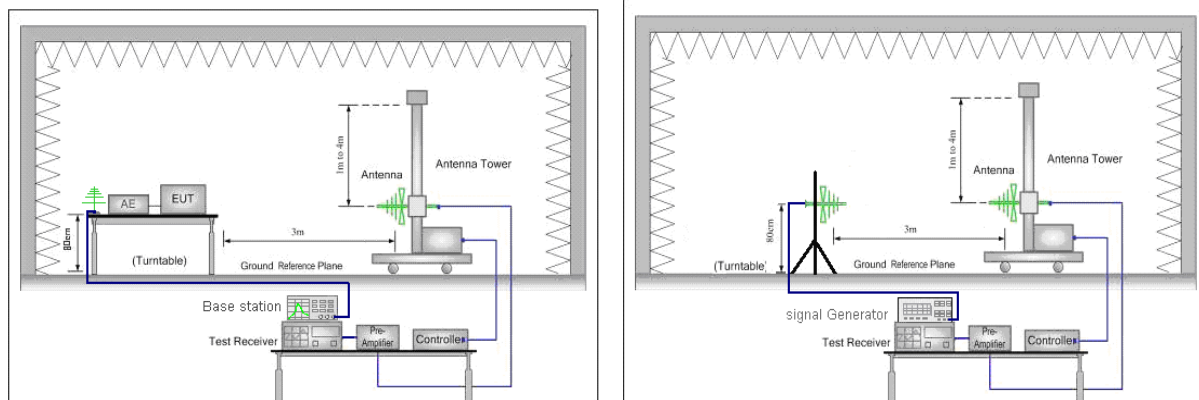 1m to 4m
Antenna Tower
Antenna
AE
EUT
80cm
3m
(Turntable)
Ground Reference Plane
Base station
Test Receiver
Pre-
Amplifier
Controller
1m to 4m
Antenna
Antenna Tower
80cm
3m
(Turntable)
Ground Reference Plane
signal Generator
Test Receiver
Pre-
Amplifier
Controller